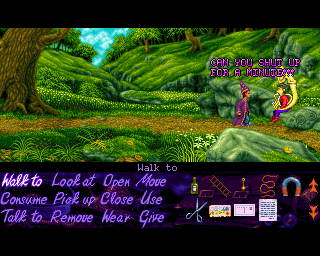 CAN YOU SHUT UP
FOR A MINUTE??
Walk to
Walk to Look at Open Move
Consume Pick up Close Use
Talk to Remove Wear Give